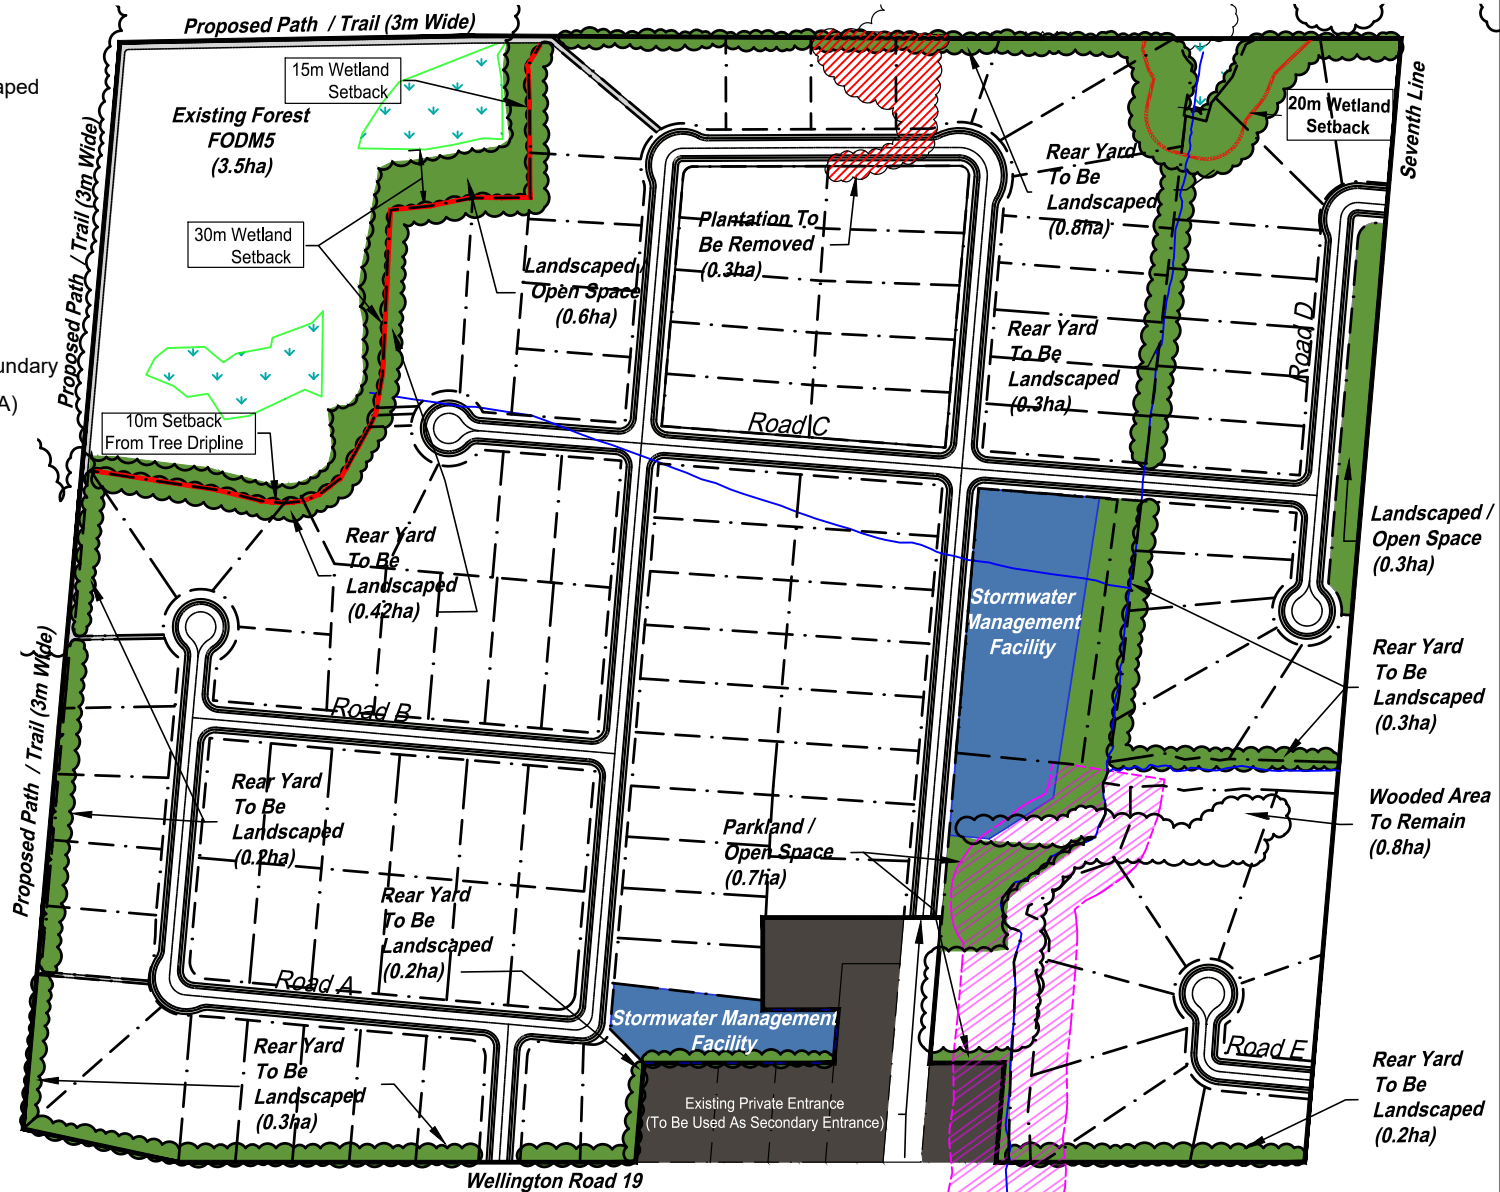 Proposed Path / Trail (3m Wide)
aped
15m Wetland
Setback
Existing Forest
FODM5
(3.5ha)
20m Wetland
Setback
Seventh Line
Proposed Path / Trail (3m Wide)
Rear Yard
To Be
Landscaped
(0.8ha)
Plantation To
Be Removed
(0.3ha)
30m Wetland
Setback
Landscaped /
Open Space
(0.6ha)
Rear Yard
To Be
Landscaped
(0.3ha)
Road D
undary
A)
10m Setback
From Tree Dripline
Road C
Landscaped /
Open Space
(0.3ha)
Rear Yard
To Be
Landscaped
(0.42ha)
Stormwater
Management
Facility
Rear Yard
To Be
Landscaped
(0.3ha)
Proposed Path / Trail (3m Wide)
Road B
Rear Yard
To Be
Landscaped
(0.2ha)
Wooded Area
To Remain
(0.8ha)
Parkland /
Open Space
(0.7ha)
Rear Yard
To Be
Landscaped
(0.2ha)
Road A
Stormwater Management
Facility
Rear Yard
To Be
Landscaped
(0.3ha)
Road E
Rear Yard
To Be
Landscaped
(0.2ha)
Existing Private Entrance
(To Be Used As Secondary Entrance)
Wellington Road 19